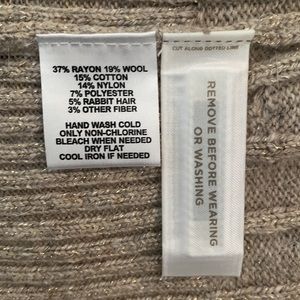 37% RAYON 19% WOOL
15% COTTON
14% NYLON
7% POLYESTER
5% RABBIT HAIR
3% OTHER FIBER
HAND WASH COLD
ONLY NON-CHLORINE
BLEACH WHEN NEEDED
DRY FLAT
COOL IRON IF NEEDED
CUT ALONG DOTTED LINE
REMOVE BEFORE WEARING
OR WASHING